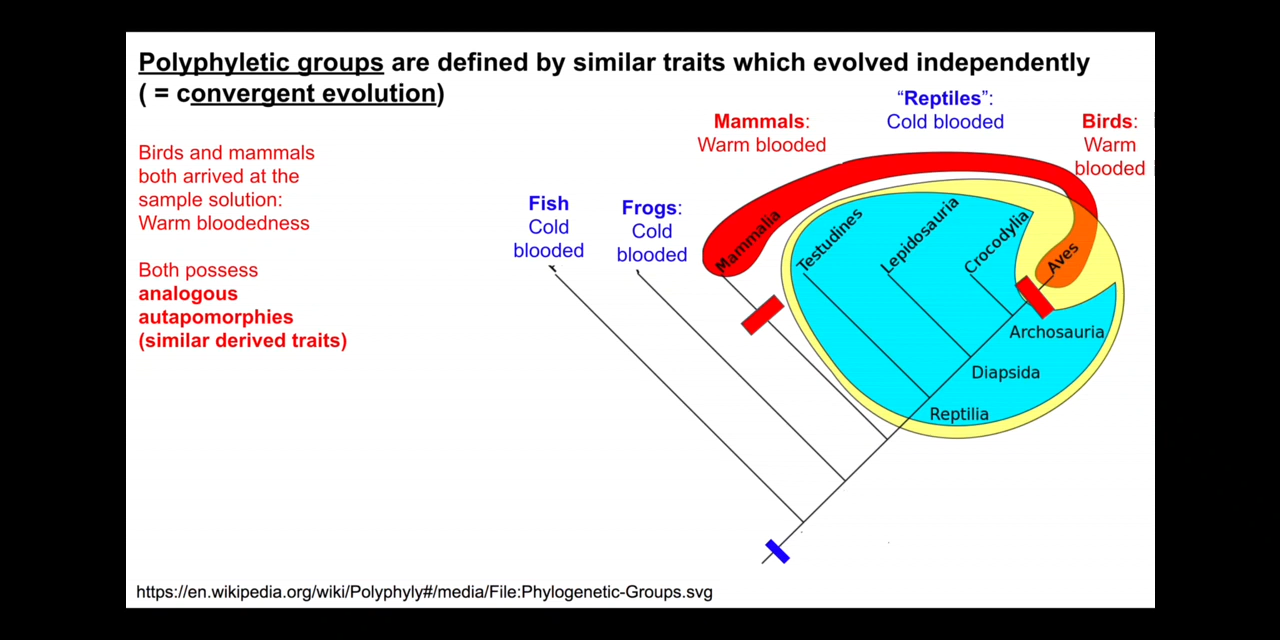 Polyphyletic groups are defined by similar traits which evolved independently
( = convergent evolution)
Birds and mammals
both arrived at the
sample solution:
Warm bloodedness
Both possess
analogous
autapomorphies
(similar derived traits)
Fish
Cold
blooded
Frogs:
Cold
blooded
Mammals:
Warm blooded
“Reptiles”:
Cold blooded
Birds:
Warm
blooded
Mammalia
Testudines
Lepidosauria
Crocodylia
Aves
Archosauria
Diapsida
Reptilia
https://en.wikipedia.org/wiki/Polyphyly#/media/File:Phylogenetic-Groups.svg